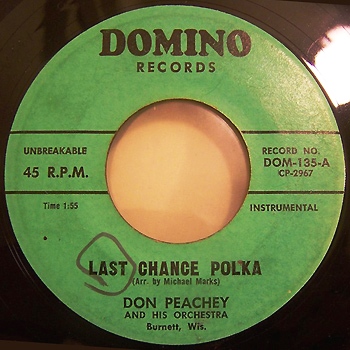 DOMINO
RECORDS
UNBREAKABLE
45 R.P.M.
RECORD NO.
DOM-135-A
CP-2967
Time 1:55
INSTRUMENTAL
LAST CHANCE POLKA
(Arr. by Michael Marks)
DON PEACHEY
AND HIS ORCHESTRA
Burnett, Wis.